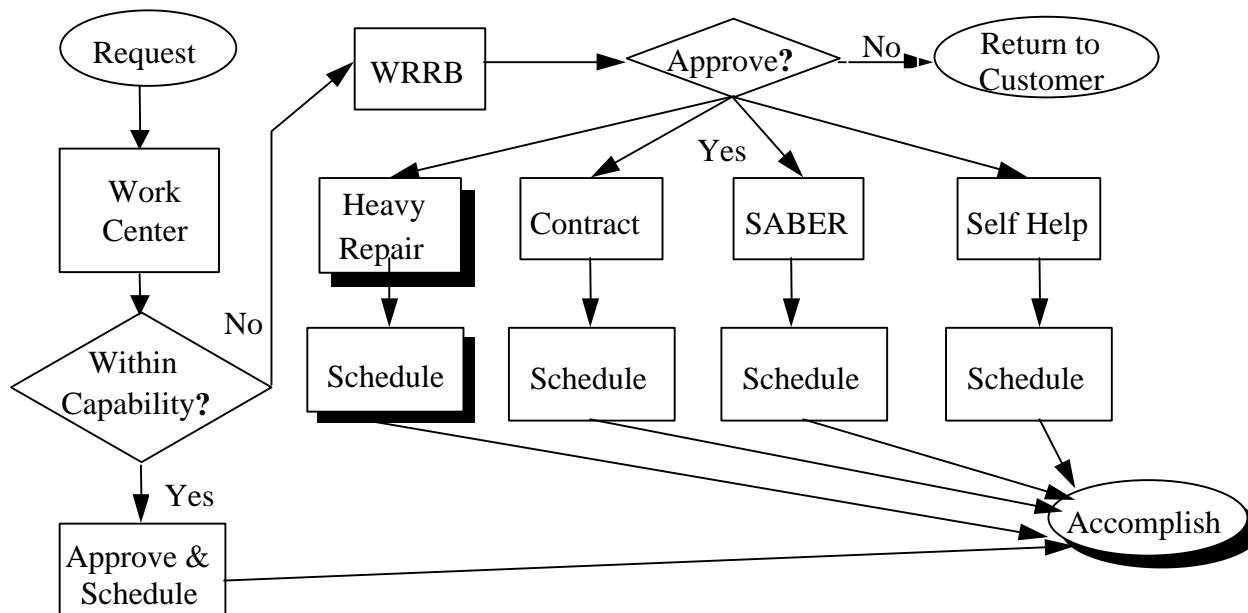 Request
Work
Center
Within
Capability?
No
Yes
Approve &
Schedule
WRRB
Approve?
No
Return to
Customer
Yes
Heavy
Repair
Contract
SABER
Self Help
Schedule
Schedule
Schedule
Schedule
Accomplish